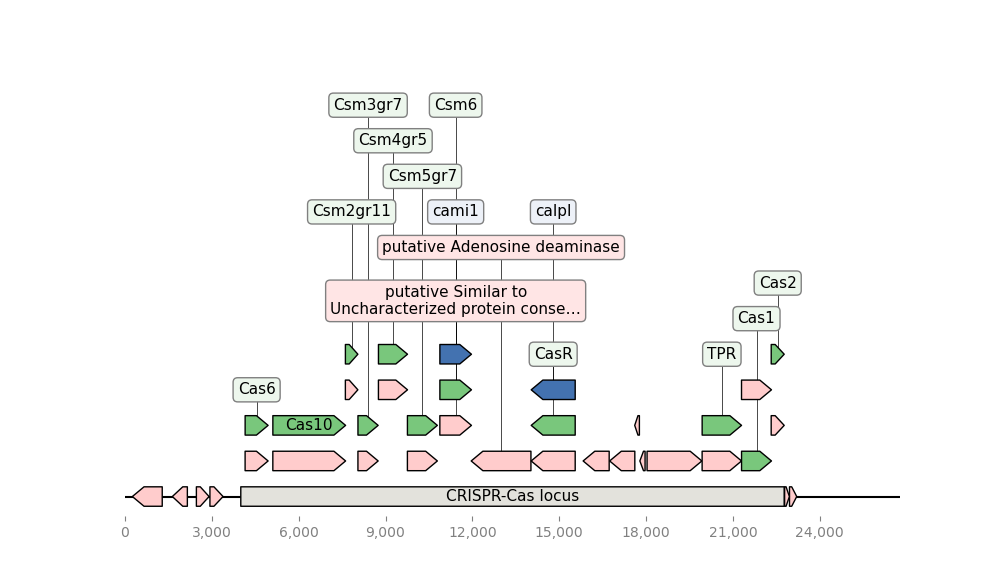 Csm3gr7
Csm6
Csm4gr5
Csm5gr7
Csm2gr11
cami1
calpl
putative Adenosine deaminase
putative Similar to
Uncharacterized protein conse...
Cas2
Cas1
CasR
TPR
Cas6
Cas10
CRISPR-Cas locus
0
3,000
6,000
9,000
12,000
15,000
18,000
21,000
24,000